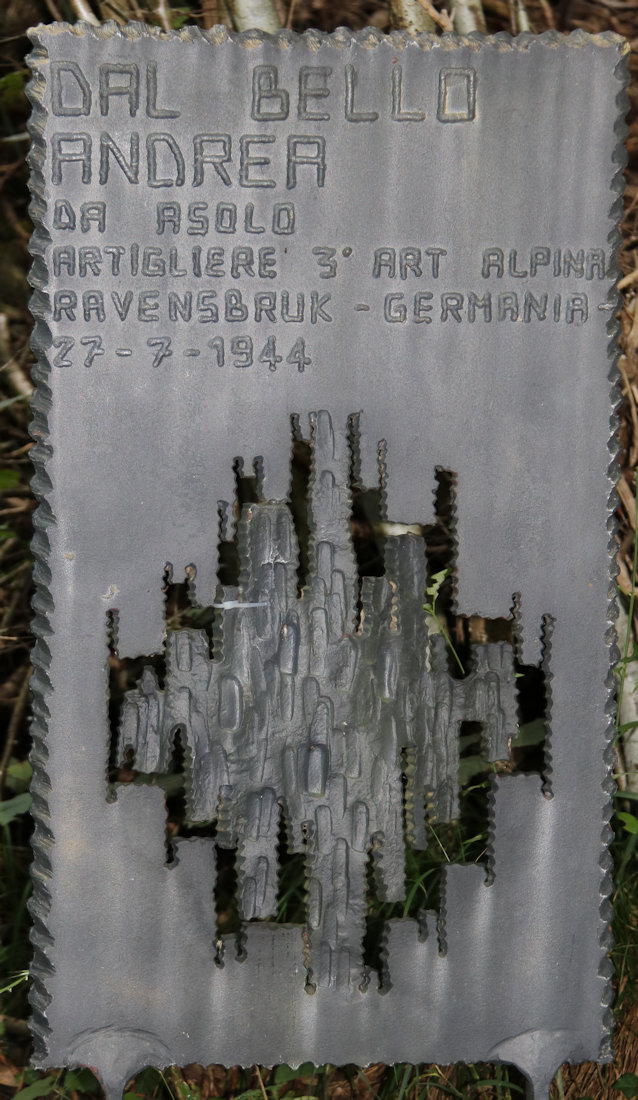 DAL BELLO
ANDREA
DA ASOLO
ARTIGLIERE 3° ART ALPINA
RAVENSBRUK - GERMANIA -
27-7-1944